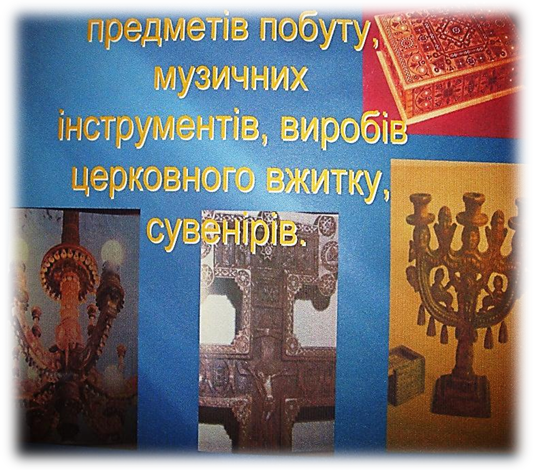 предметів побуту,
музичних
інструментів, виробів
церковного вжитку,
сувенірів.